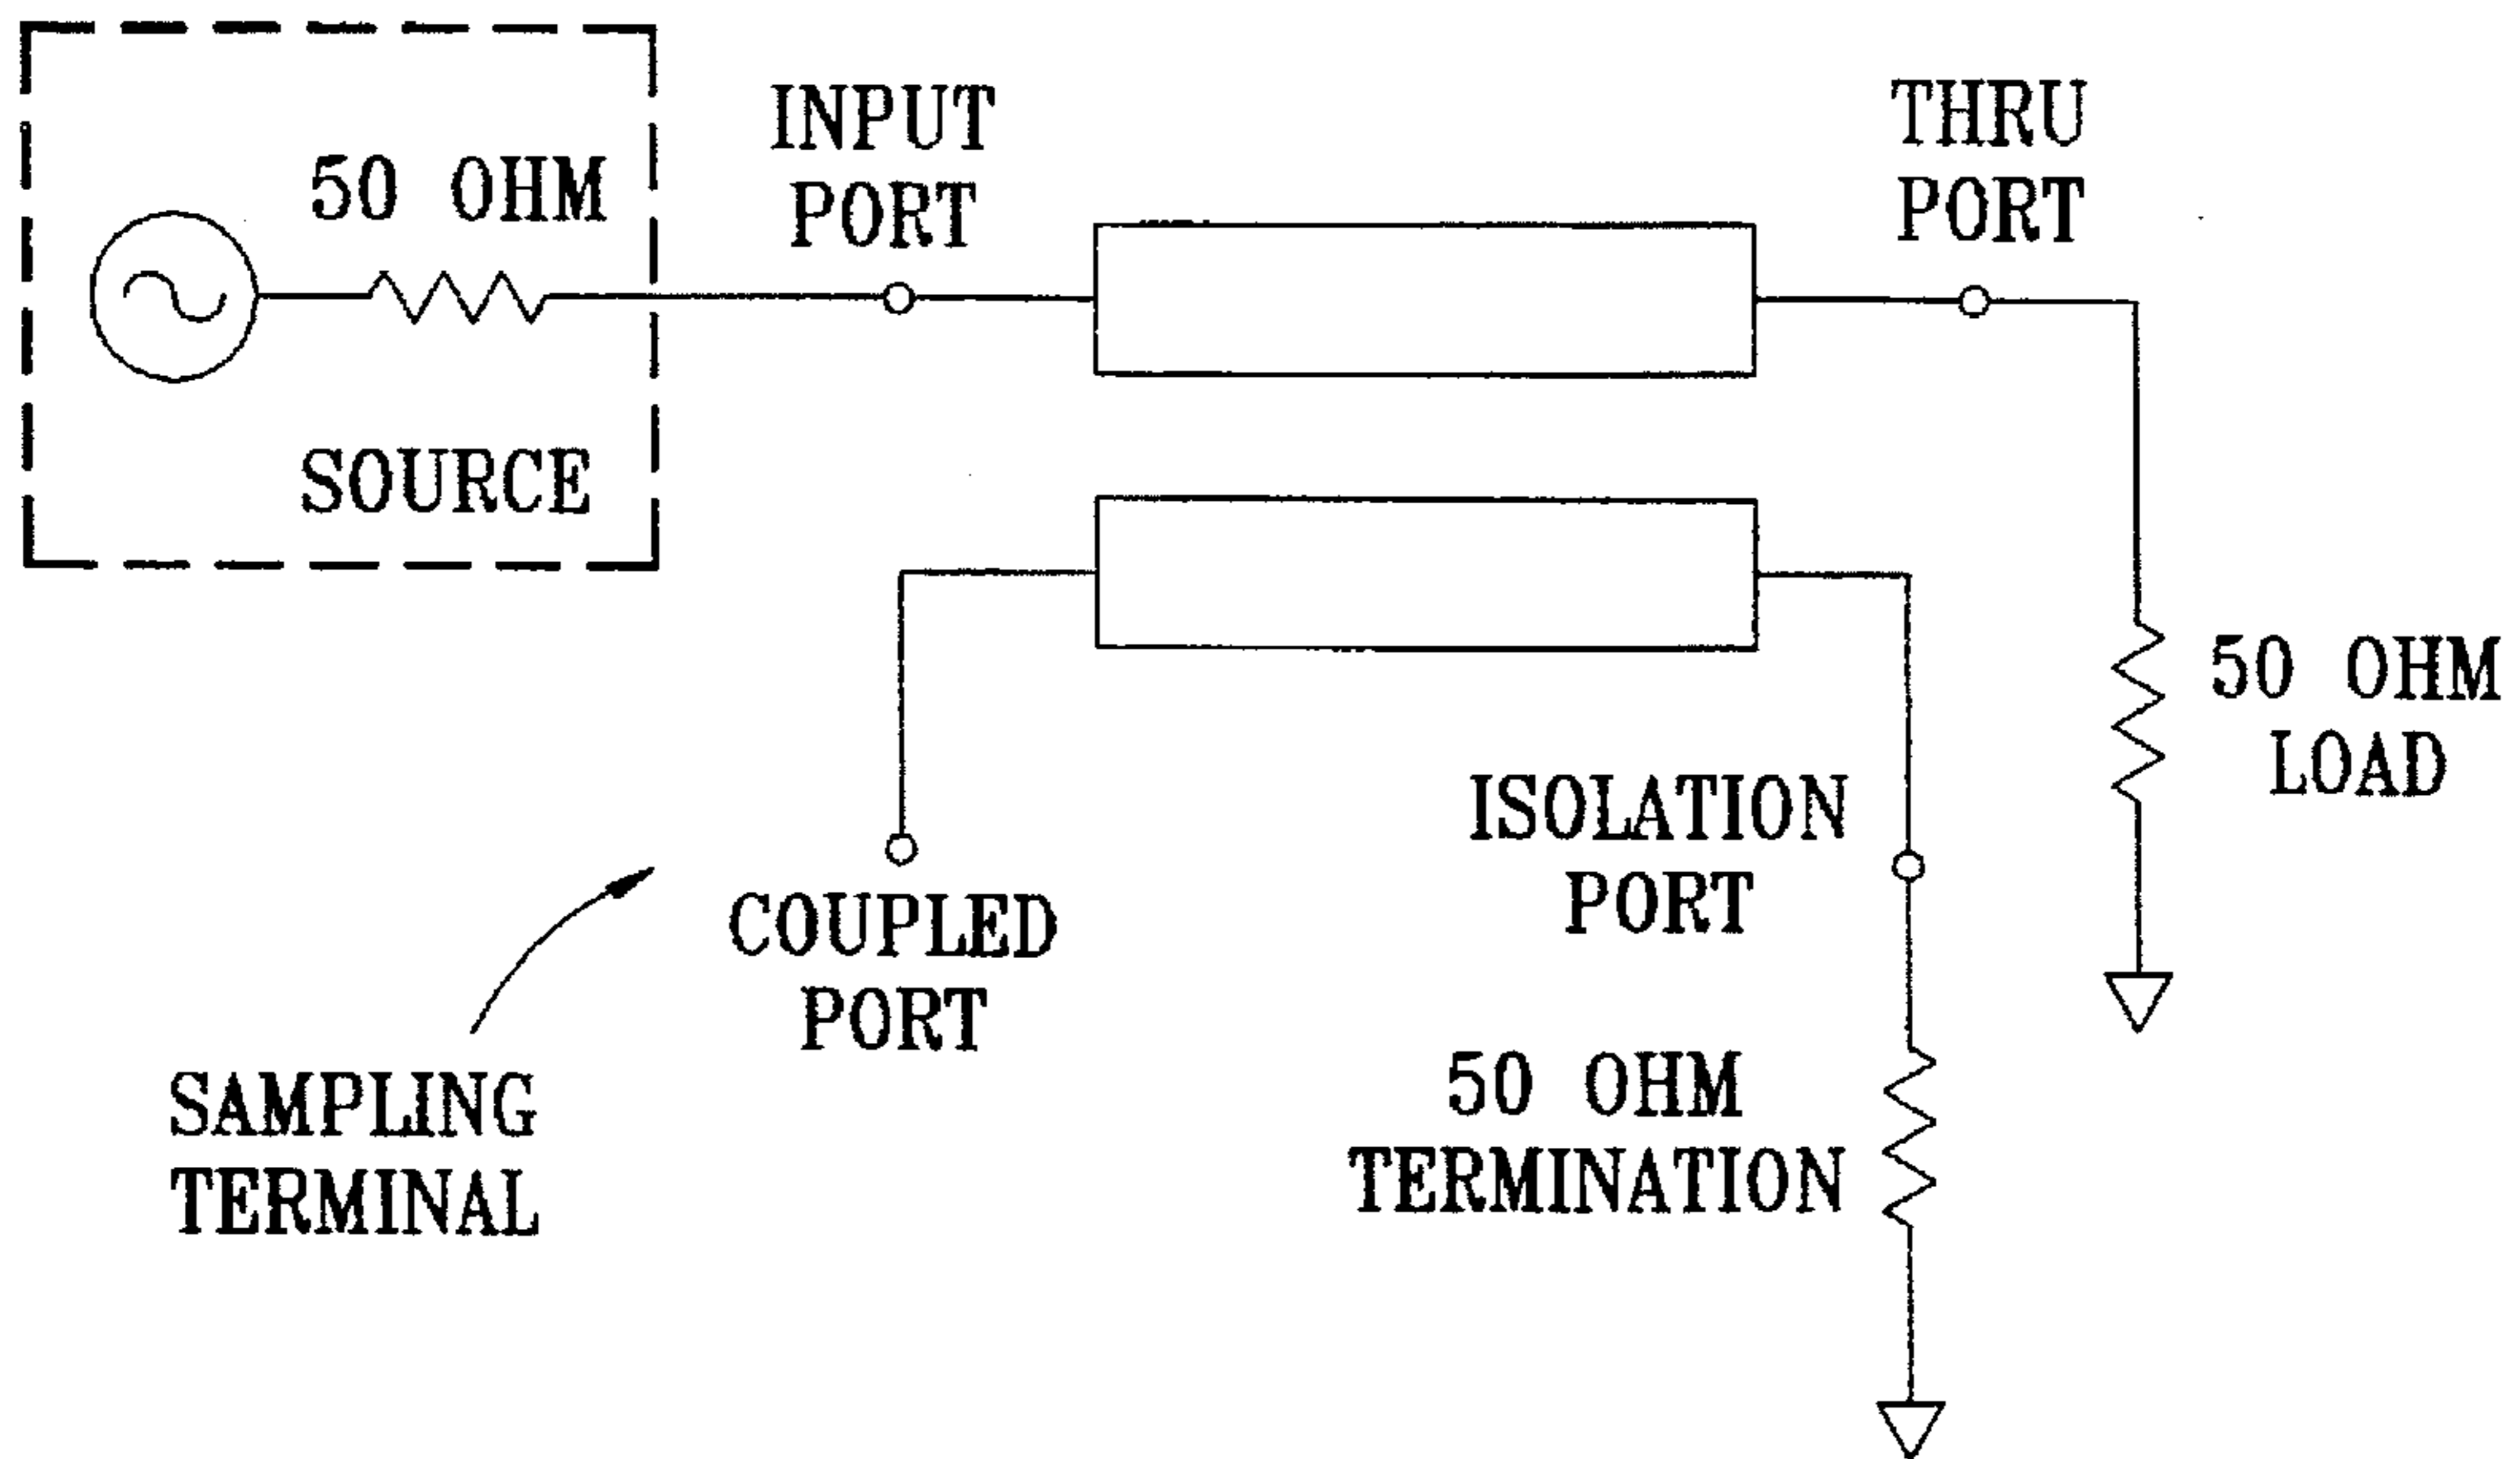 INPUT
PORT
THRU
PORT
50 OHM
SOURCE
50 OHM
LOAD
ISOLATION
PORT
COUPLED
PORT
50 OHM
TERMINATION
SAMPLING
TERMINAL